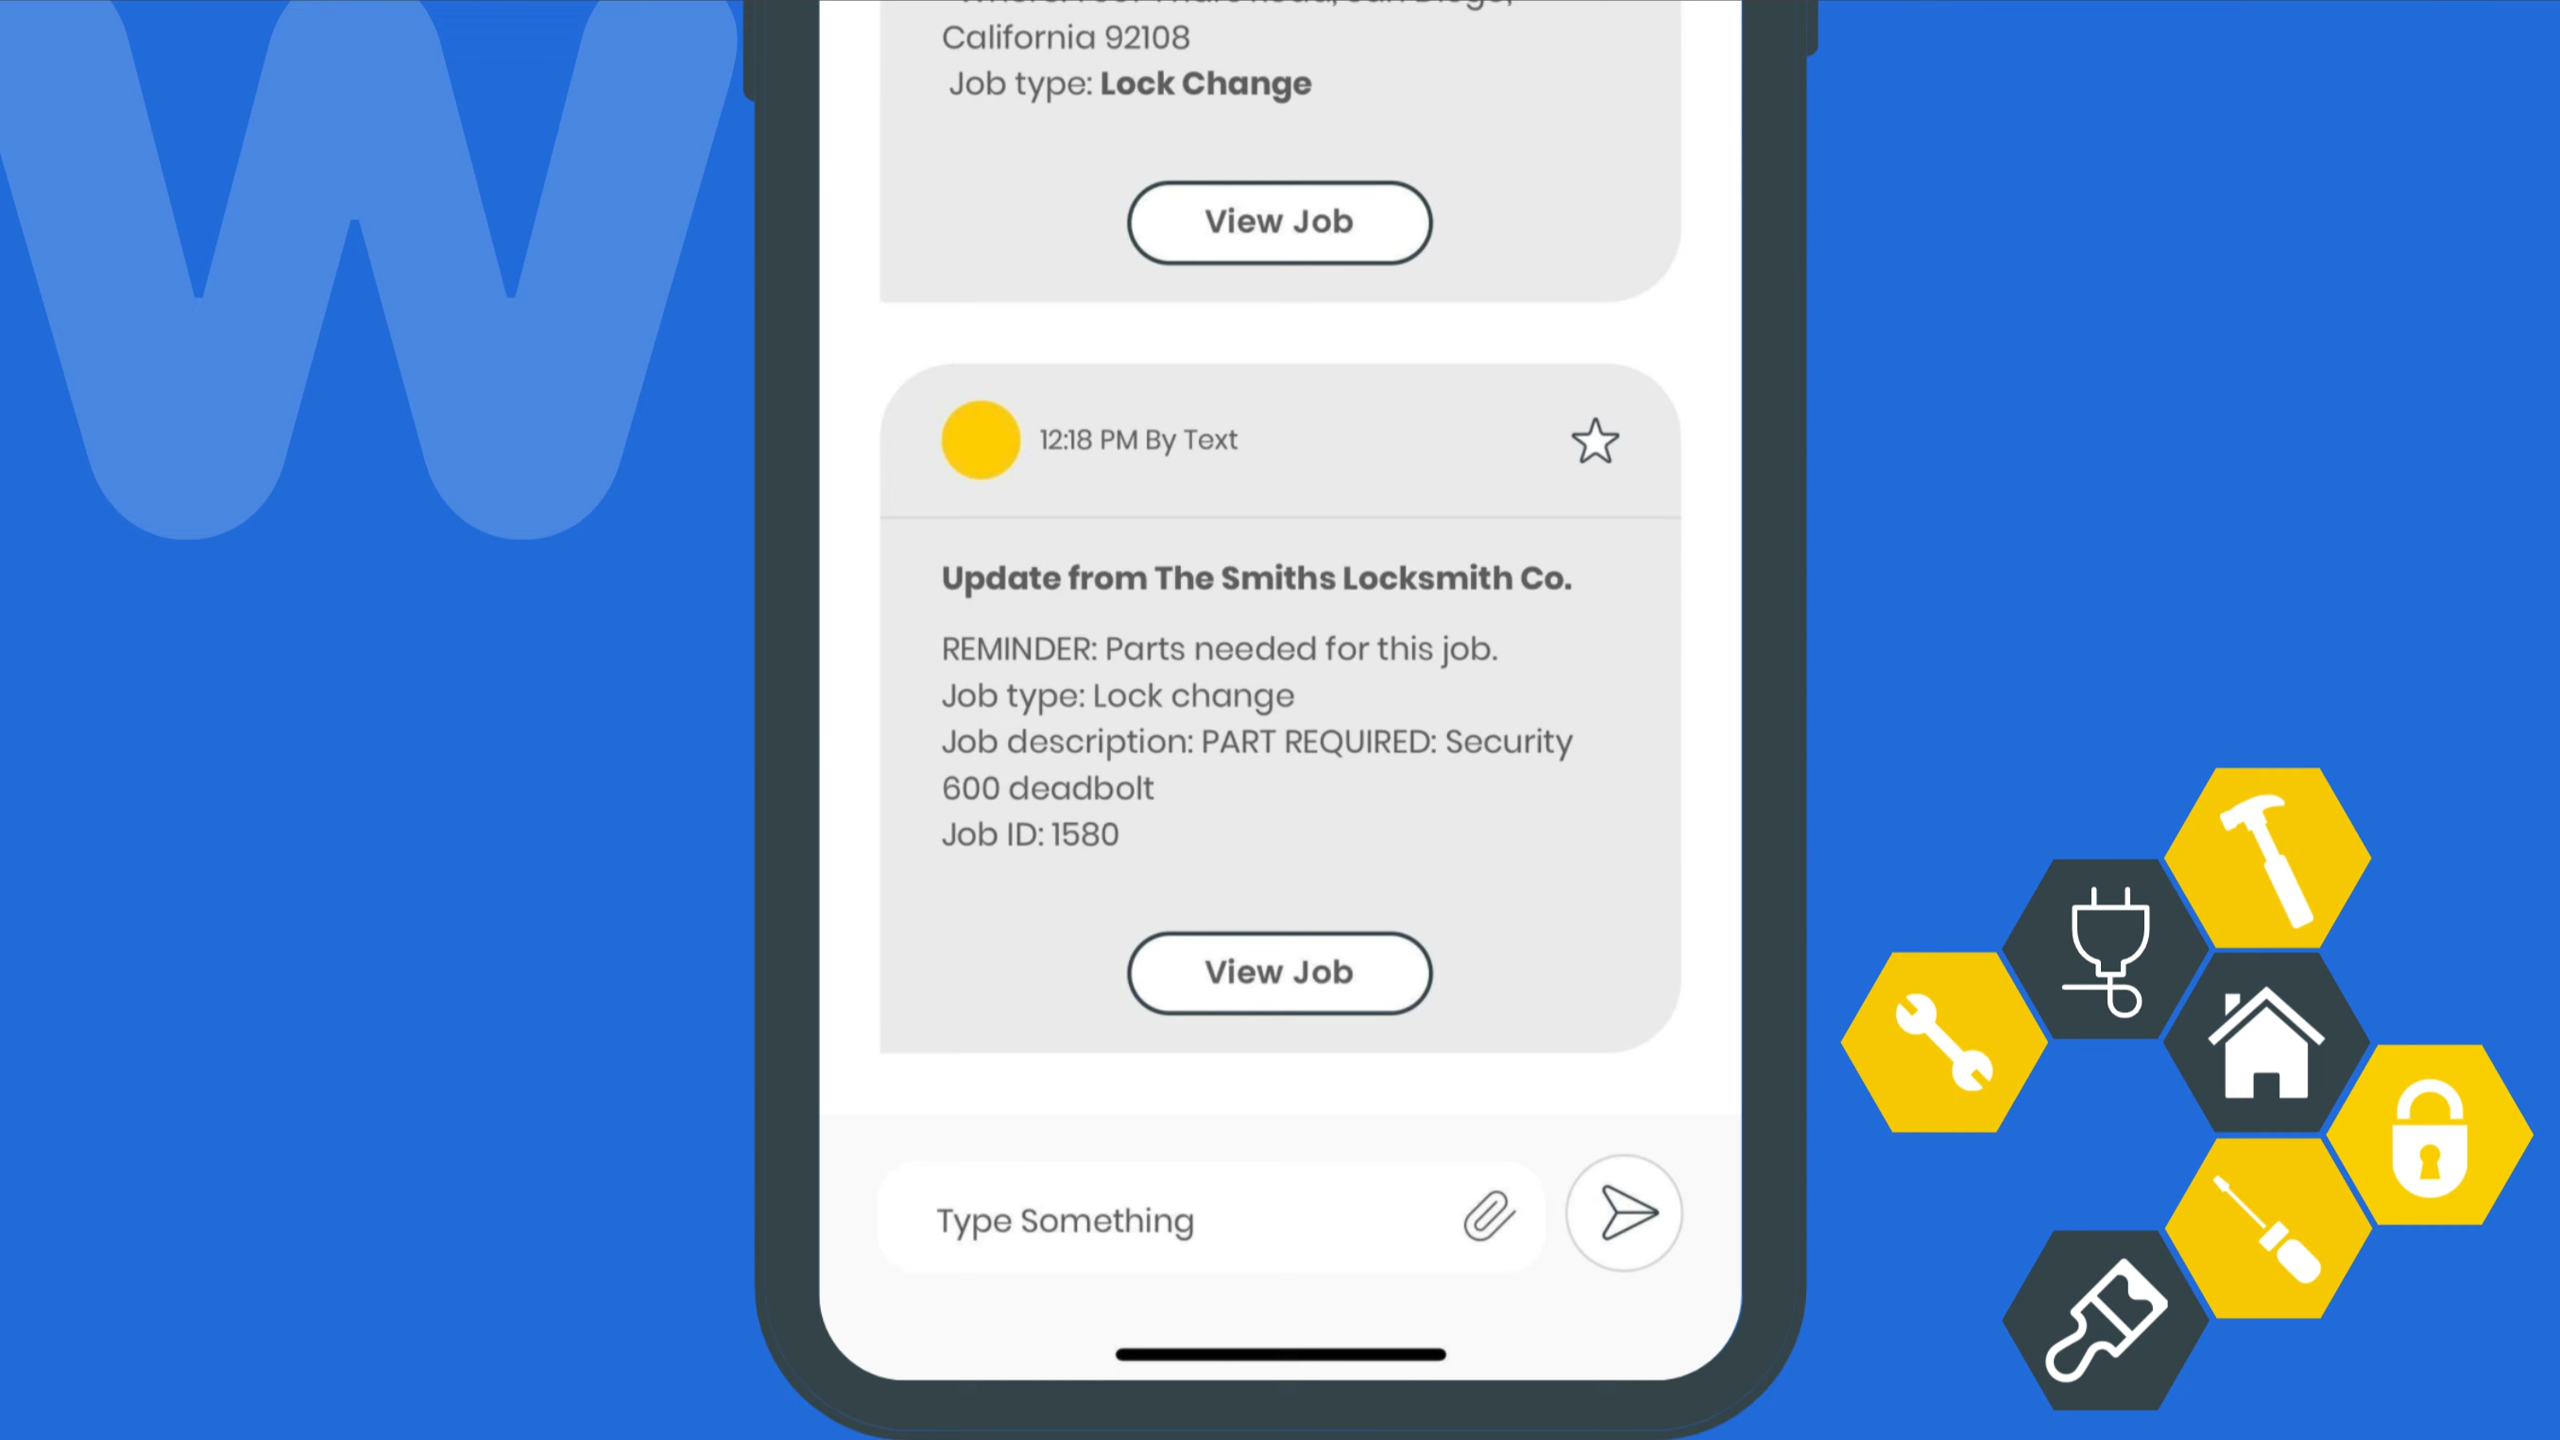 W
California 92108
Job type: Lock Change
View Job
12:18 PM By Text
Update from The Smiths Locksmith Co.
REMINDER: Parts needed for this job.
Job type: Lock change
Job description: PART REQUIRED: Security
600 deadbolt
Job ID: 1580
View Job
Type Something